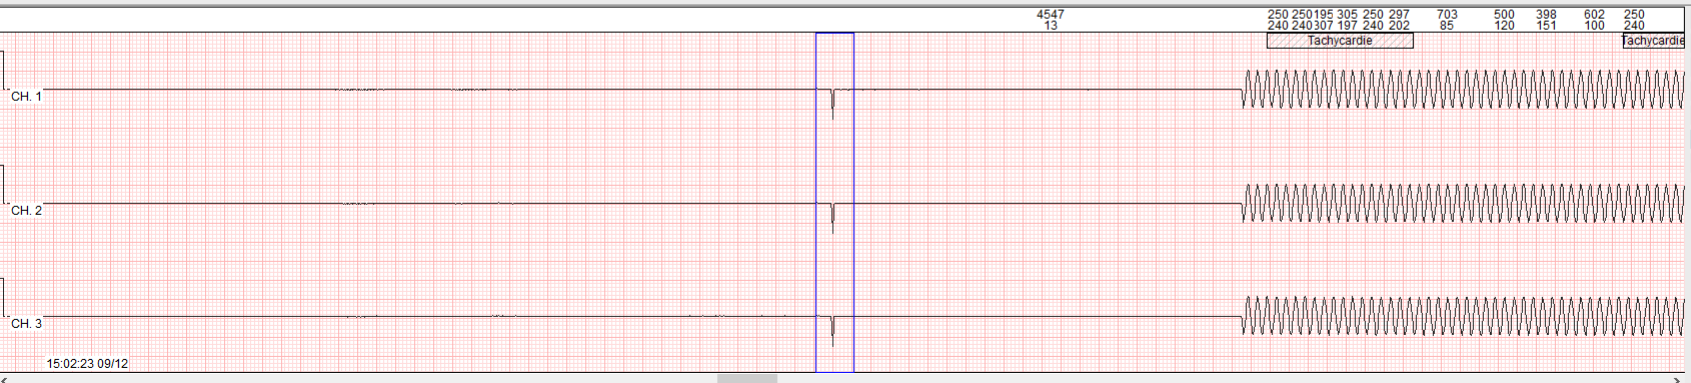 4547 250 250 195 305 250 297 703 500 398 602 250
13 240 240 307 197 240 202 85 120 151 100 240
Tachycardie Tachycardie
CH. 1
CH. 2
CH. 3
15:02:23 09/12